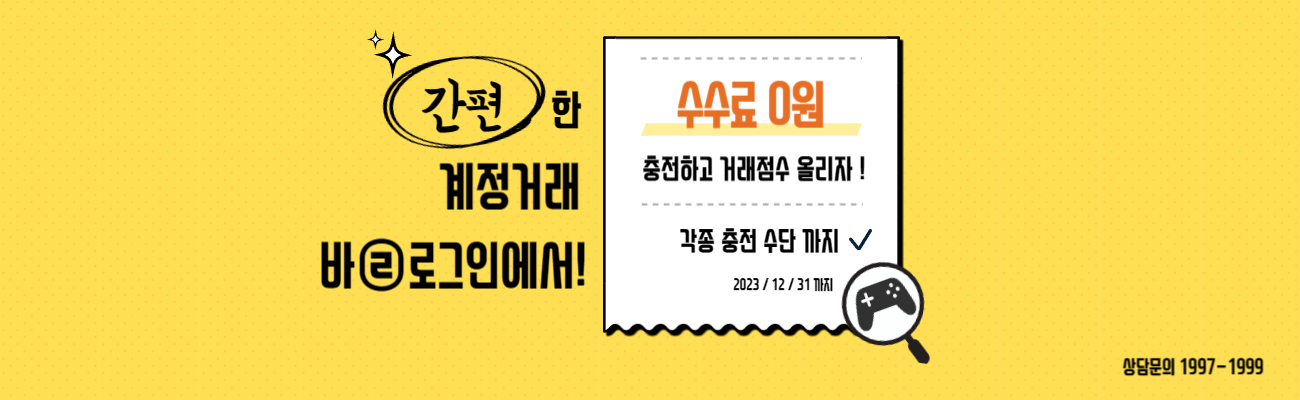 간편한
계정거래
바ㄹ로그인에서!
수수료 0원
충전하고 거래점수 올리자 !
각종 충전 수단 까지
2023 / 12 / 31 까지
상담문의 1997-1999